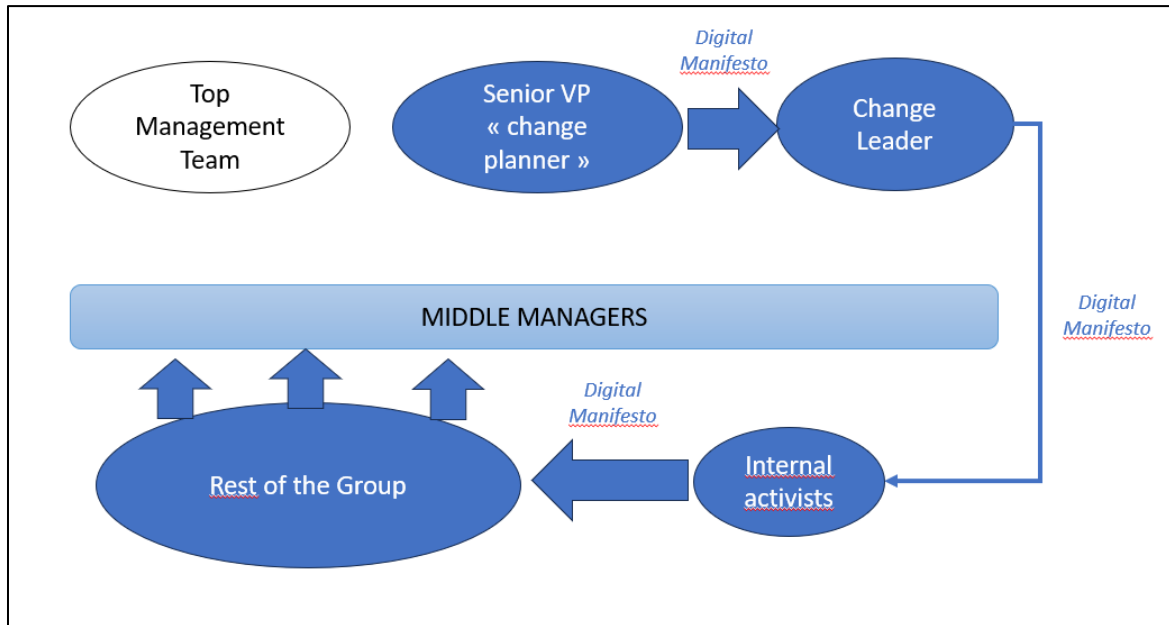 Top
Management
Team
Senior VP
« change
planner »
Digital
Manifesto
Change
Leader
MIDDLE MANAGERS
Digital
Manifesto
Digital
Manifesto
Rest of the Group
Internal
activists